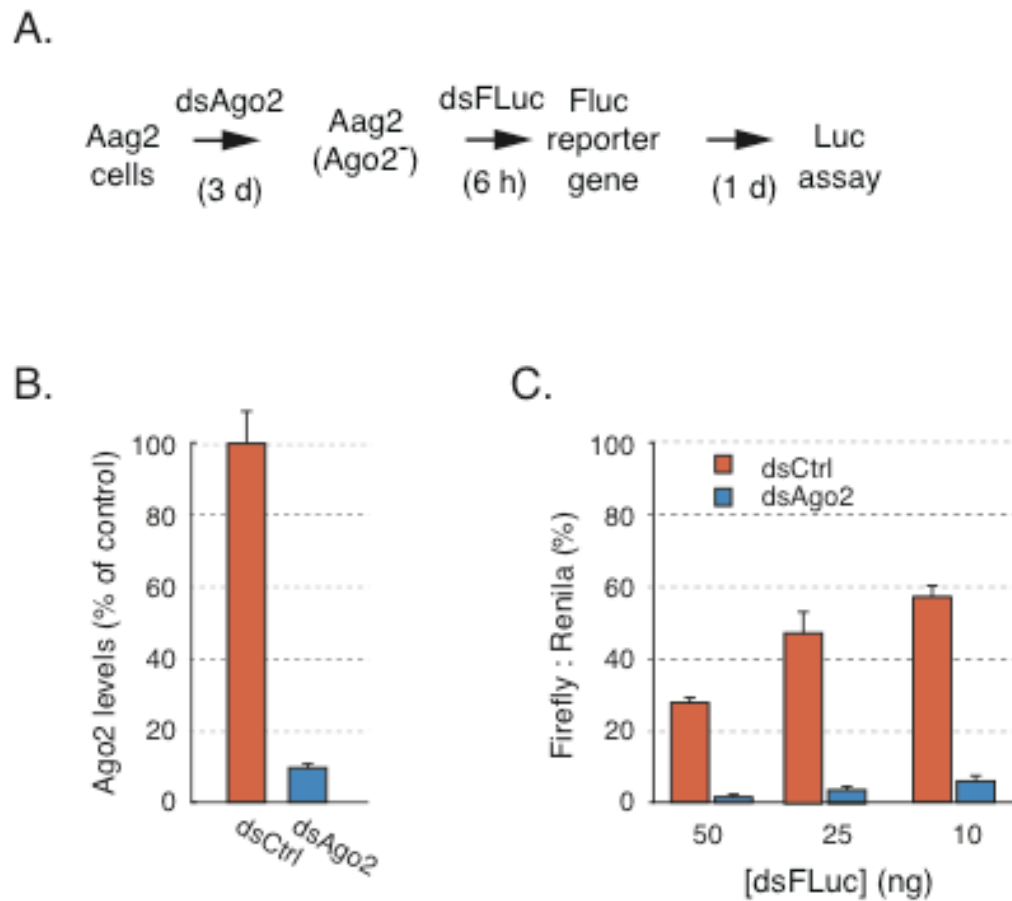 A.
dsAgo2
dsFLuc Fluc
Aag2
cells
Aag2
(Ago2⁻)
reporter
gene
Luc
assay
(3 d)
(6 h)
(1 d)
B.
Ago2 levels (% of control)
100
80
60
40
20
0
dsCtrl
dsAgo2
C.
Firefly : Renila (%)
100
80
60
40
20
0
dsCtrl
dsAgo2
50
25
10
[dsFLuc] (ng)